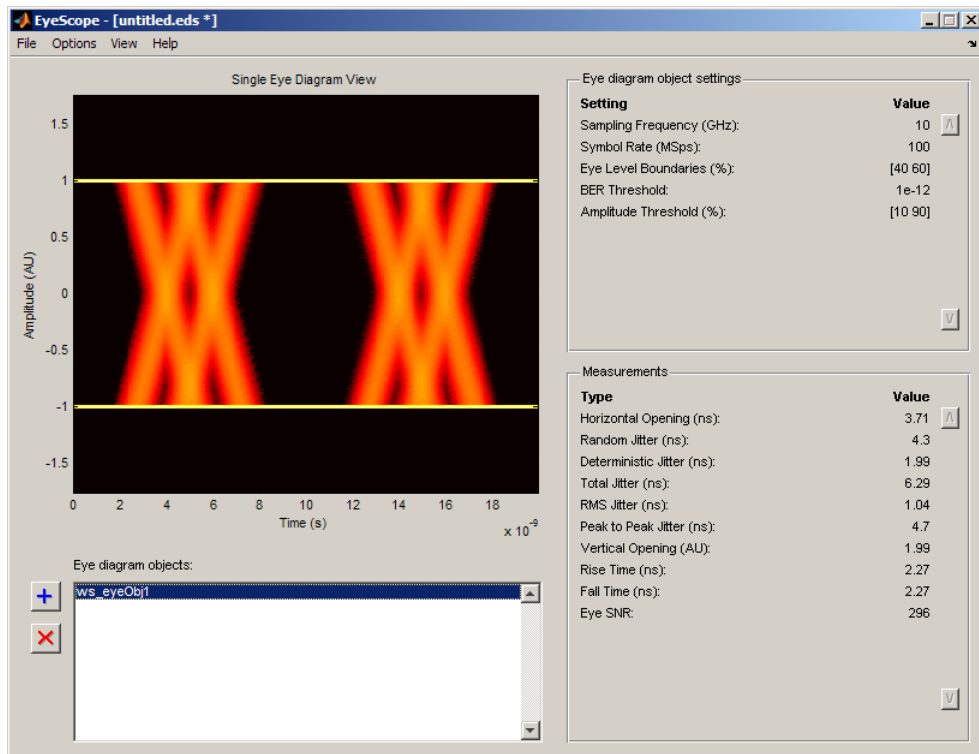 EyeScope - [untitled.eds *]
File Options View Help
Single Eye Diagram View
1.5
1
0.5
0
-0.5
-1
-1.5
Amplitude (AU)
0 2 4 6 8 10 12 14 16 18
Time (s)
x 10^-9
Eye diagram objects:
ws_eyeObj1
Eye diagram object settings
Setting Value
Sampling Frequency (GHz): 10
Symbol Rate (MSps): 100
Eye Level Boundaries (%): [40 60]
BER Threshold: 1e-12
Amplitude Threshold (%): [10 90]
Measurements
Type Value
Horizontal Opening (ns): 3.71
Random Jitter (ns): 4.3
Deterministic Jitter (ns): 1.99
Total Jitter (ns): 6.29
RMS Jitter (ns): 1.04
Peak to Peak Jitter (ns): 4.7
Vertical Opening (AU): 1.99
Rise Time (ns): 2.27
Fall Time (ns): 2.27
Eye SNR: 296